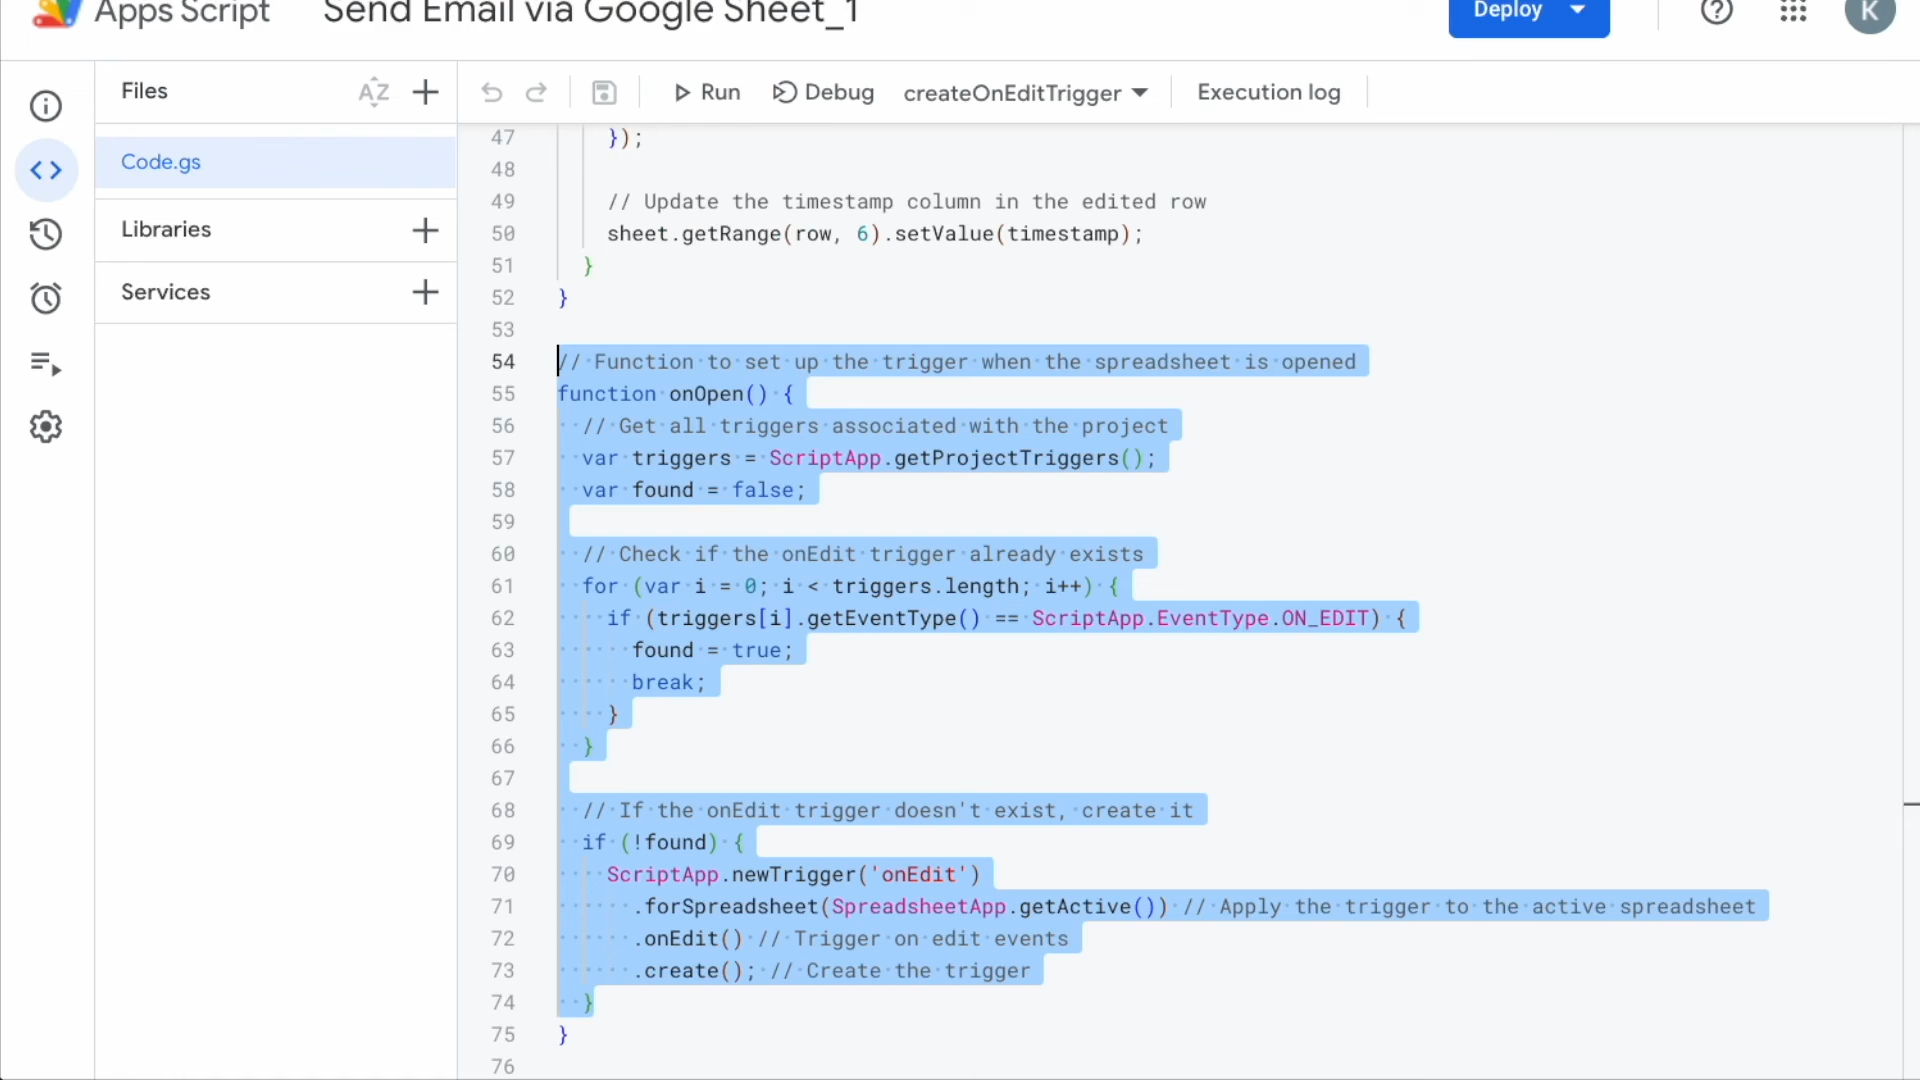 Apps Script
Send Email via Google Sheet_1
Deploy
K
Files
AZ
Run
Debug
createOnEditTrigger
Execution log
Code.gs
Libraries
Services
47 });
48
49 // Update the timestamp column in the edited row
50 sheet.getRange(row, 6).setValue(timestamp);
51 }
52 }
53
54 // Function to set up the trigger when the spreadsheet is opened
55 function onOpen() {
56 // Get all triggers associated with the project
57 var triggers = ScriptApp.getProjectTriggers();
58 var found = false;
59
60 // Check if the onEdit trigger already exists
61 for (var i = 0; i < triggers.length; i++) {
62 if (triggers[i].getEventType() == ScriptApp.EventType.ON_EDIT) {
63 found = true;
64 break;
65 }
66 }
67
68 // If the onEdit trigger doesn't exist, create it
69 if (!found) {
70 ScriptApp.newTrigger('onEdit')
71 .forSpreadsheet(SpreadsheetApp.getActive()) // Apply the trigger to the active spreadsheet
72 .onEdit() // Trigger on edit events
73 .create(); // Create the trigger
74 }
75 }
76